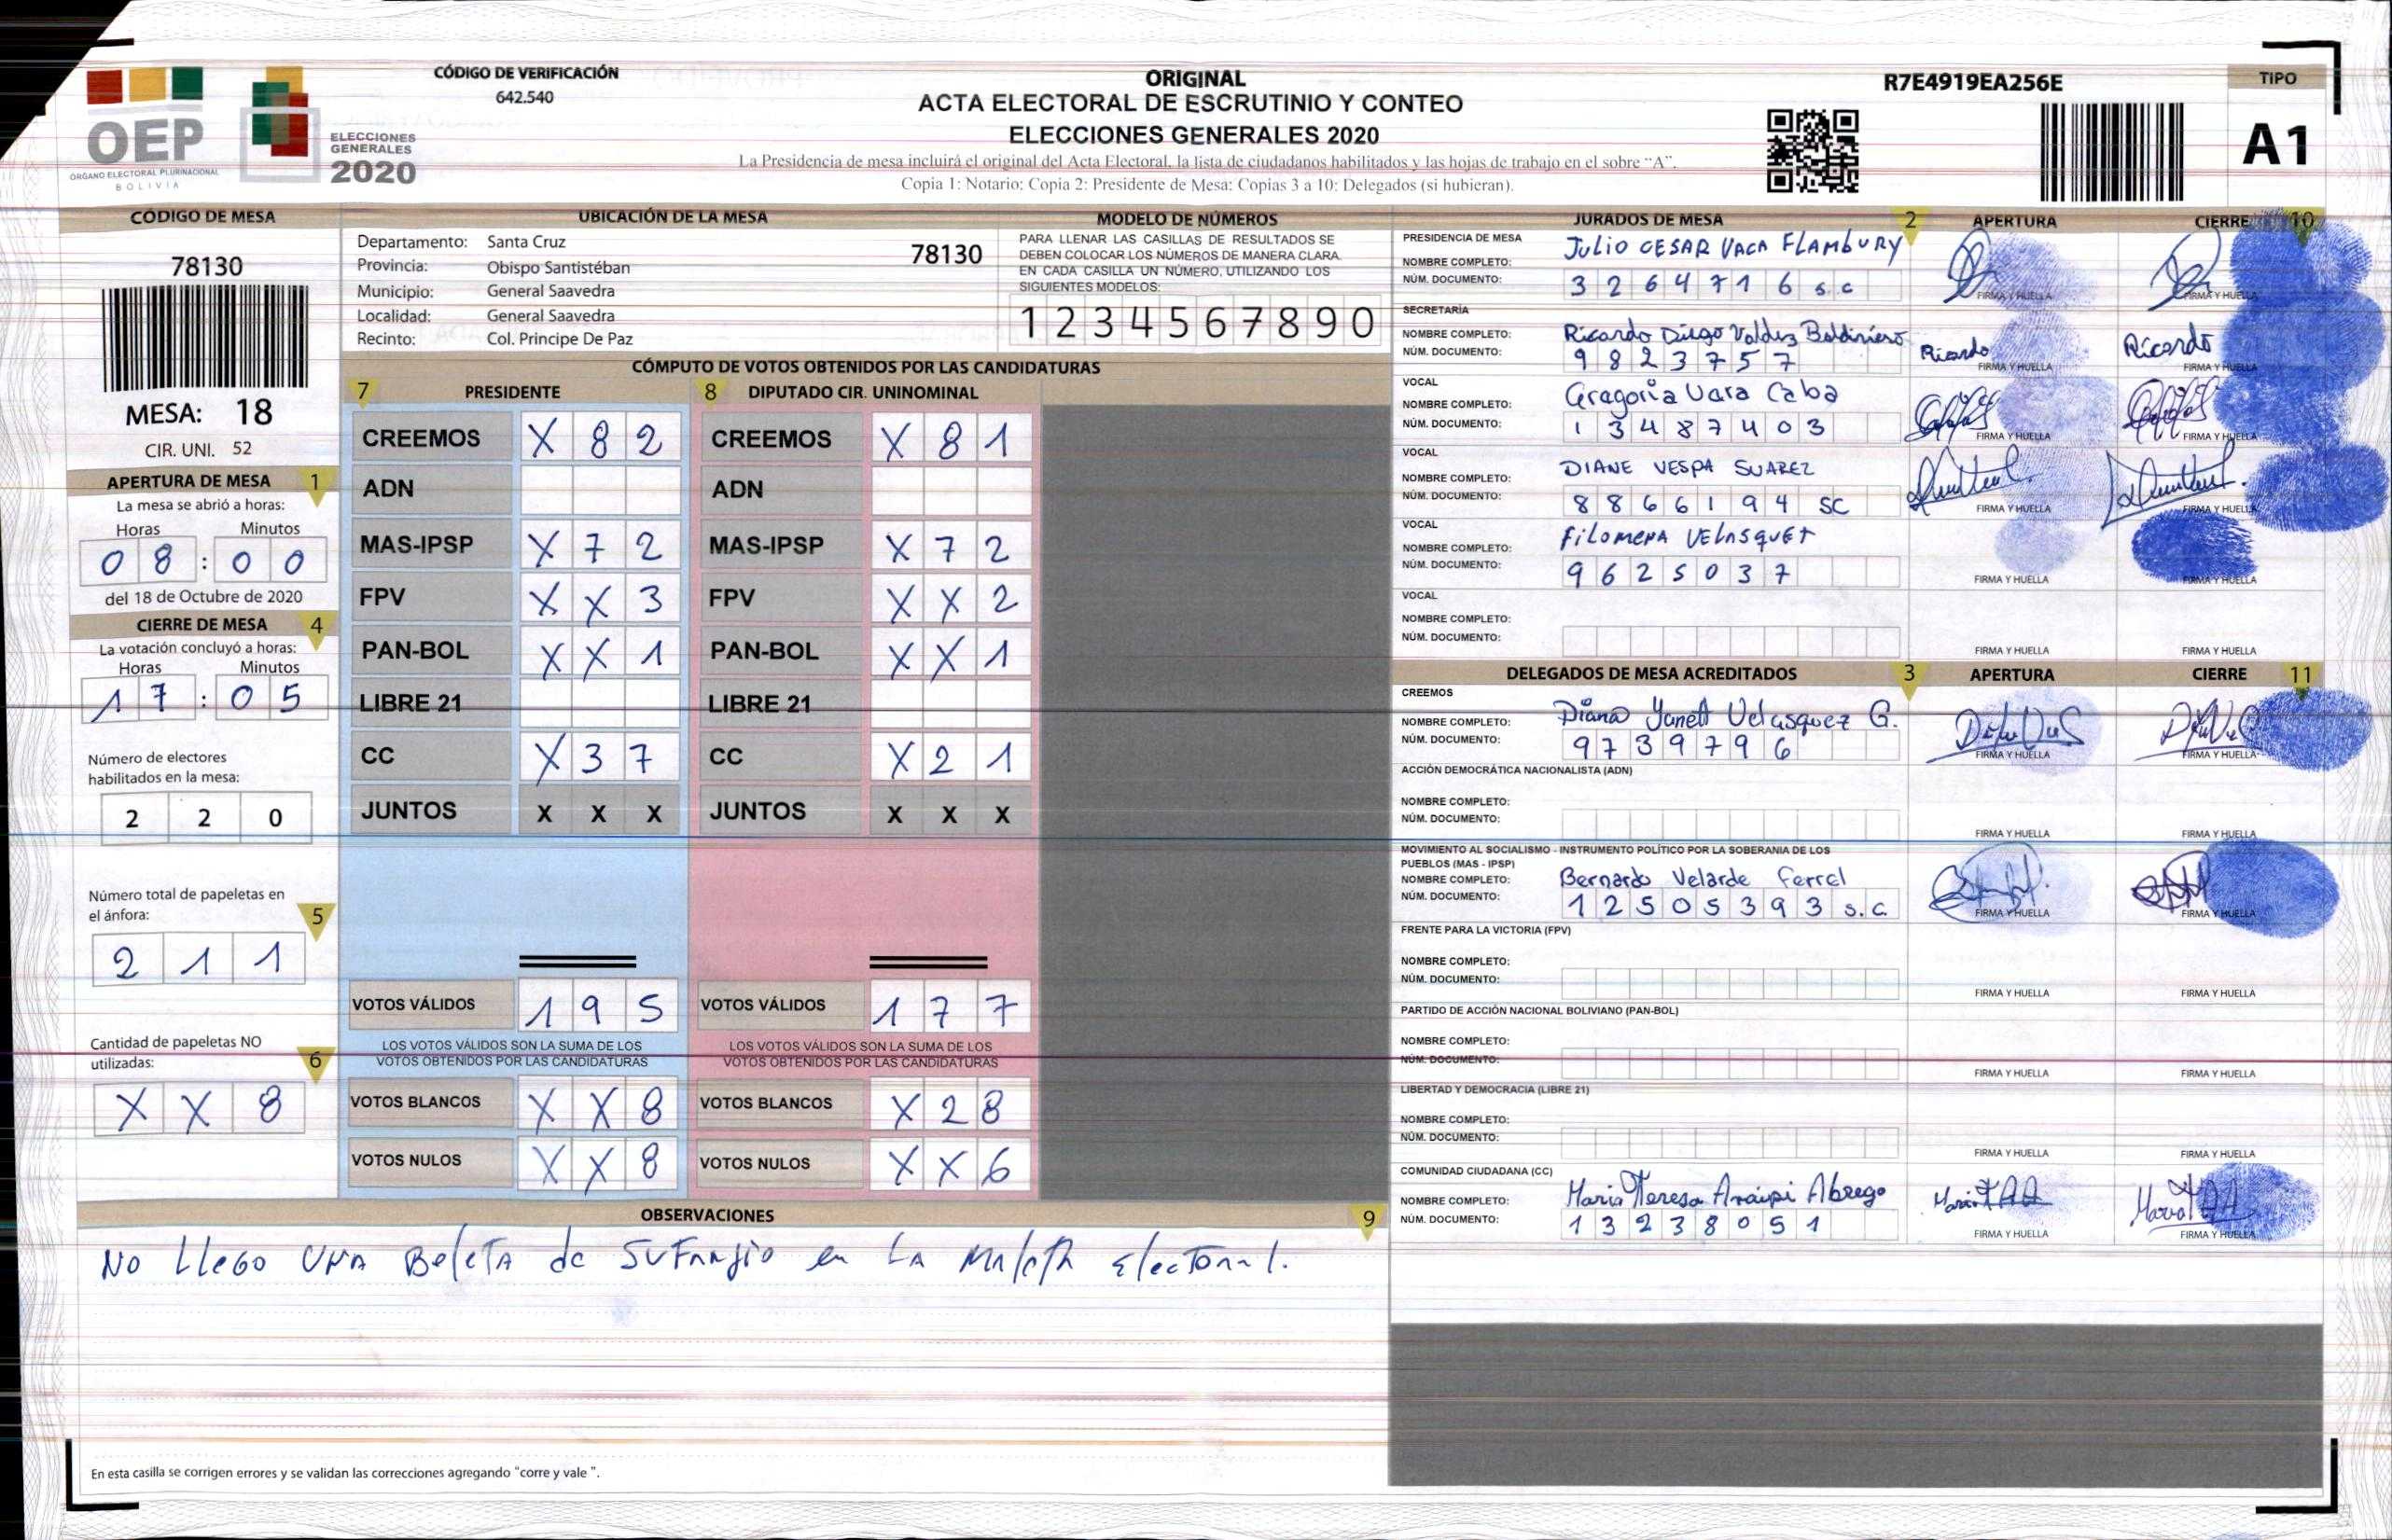 CÓDIGO DE VERIFICACIÓN
642.540
ORIGINAL
ACTA ELECTORAL DE ESCRUTINIO Y CONTEO
ELECCIONES GENERALES 2020
La Presidencia de mesa incluirá el original del Acta Electoral, la lista de ciudadanos habilitados y las hojas de trabajo en el sobre “A”.
Copia 1: Notario: Copia 2: Presidente de Mesa: Copias 3 a 10: Delegados (si hubieran).
R7E4919EA256E
TIPO
A1
OEP
ÓRGANO ELECTORAL PLURINACIONAL
BOLIVIA
ELECCIONES
GENERALES
2020
CÓDIGO DE MESA
78130
MESA: 18
CIR. UNI. 52
APERTURA DE MESA 1
La mesa se abrió a horas:
Horas Minutos
0 8 : 0 0
del 18 de Octubre de 2020
CIERRE DE MESA 4
La votación concluyó a horas:
Horas Minutos
1 7 : 0 5
Número de electores
habilitados en la mesa:
2 2 0
Número total de papeletas en
el ánfora: 5
2 1 1
Cantidad de papeletas NO
utilizadas: 6
X X 8
UBICACIÓN DE LA MESA
Departamento: Santa Cruz 78130
Provincia: Obispo Santistéban
Municipio: General Saavedra
Localidad: General Saavedra
Recinto: Col. Principe De Paz
MODELO DE NÚMEROS
PARA LLENAR LAS CASILLAS DE RESULTADOS SE
DEBEN COLOCAR LOS NÚMEROS DE MANERA CLARA.
EN CADA CASILLA UN NÚMERO, UTILIZANDO LOS
SIGUIENTES MODELOS:
1 2 3 4 5 6 7 8 9 0
CÓMPUTO DE VOTOS OBTENIDOS POR LAS CANDIDATURAS
7 PRESIDENTE 8 DIPUTADO CIR. UNINOMINAL
CREEMOS X 8 2 CREEMOS X 8 1
ADN ADN
MAS-IPSP X 7 2 MAS-IPSP X 7 2
FPV X X 3 FPV X X 2
PAN-BOL X X 1 PAN-BOL X X 1
LIBRE 21 LIBRE 21
CC X 3 7 CC X 2 1
JUNTOS X X X JUNTOS X X X
VOTOS VÁLIDOS 1 9 5 VOTOS VÁLIDOS 1 7 7
LOS VOTOS VÁLIDOS SON LA SUMA DE LOS LOS VOTOS VÁLIDOS SON LA SUMA DE LOS
VOTOS OBTENIDOS POR LAS CANDIDATURAS VOTOS OBTENIDOS POR LAS CANDIDATURAS
VOTOS BLANCOS X X 8 VOTOS BLANCOS X 2 8
VOTOS NULOS X X 8 VOTOS NULOS X X 6
OBSERVACIONES 9
No LLego UNA BoletA de SUFragio en LA MAletA Electoral.
En esta casilla se corrigen errores y se validan las correcciones agregando “corre y vale ”.
JURADOS DE MESA 2 APERTURA CIERRE 10
PRESIDENCIA DE MESA
NOMBRE COMPLETO: JULIO CESAR VACA FLAMBURY
NÚM. DOCUMENTO: 3 2 6 4 7 1 6 s.c
FIRMA Y HUELLA FIRMA Y HUELLA
SECRETARÍA
NOMBRE COMPLETO: Ricardo Diego Valdez
NÚM. DOCUMENTO: 9 8 2 3 7 5 7
Ricardo Ricardo
FIRMA Y HUELLA FIRMA Y HUELLA
VOCAL
NOMBRE COMPLETO: Gregoria Vara Caba
NÚM. DOCUMENTO: 1 3 4 8 7 4 0 3
FIRMA Y HUELLA FIRMA Y HUELLA
VOCAL
NOMBRE COMPLETO: DIANE VESPA SUAREZ
NÚM. DOCUMENTO: 8 8 6 6 1 9 4 SC
FIRMA Y HUELLA FIRMA Y HUELLA
VOCAL
NOMBRE COMPLETO: FiLOMENA VELASQUET
NÚM. DOCUMENTO: 9 6 2 5 0 3 7
FIRMA Y HUELLA FIRMA Y HUELLA
VOCAL
NOMBRE COMPLETO:
NÚM. DOCUMENTO:
FIRMA Y HUELLA FIRMA Y HUELLA
DELEGADOS DE MESA ACREDITADOS 3 APERTURA CIERRE 11
CREEMOS
NOMBRE COMPLETO: Diana Yanett Velasquez G.
NÚM. DOCUMENTO: 9 7 3 9 7 9 6
FIRMA Y HUELLA FIRMA Y HUELLA
ACCIÓN DEMOCRÁTICA NACIONALISTA (ADN)
NOMBRE COMPLETO:
NÚM. DOCUMENTO:
FIRMA Y HUELLA FIRMA Y HUELLA
MOVIMIENTO AL SOCIALISMO - INSTRUMENTO POLÍTICO POR LA SOBERANIA DE LOS
PUEBLOS (MAS - IPSP)
NOMBRE COMPLETO: Bernardo Velarde Ferrel
NÚM. DOCUMENTO: 1 2 5 0 5 3 9 3 s.c.
FIRMA Y HUELLA FIRMA Y HUELLA
FRENTE PARA LA VICTORIA (FPV)
NOMBRE COMPLETO:
NÚM. DOCUMENTO:
FIRMA Y HUELLA FIRMA Y HUELLA
PARTIDO DE ACCIÓN NACIONAL BOLIVIANO (PAN-BOL)
NOMBRE COMPLETO:
NÚM. DOCUMENTO:
FIRMA Y HUELLA FIRMA Y HUELLA
LIBERTAD Y DEMOCRACIA (LIBRE 21)
NOMBRE COMPLETO:
NÚM. DOCUMENTO:
FIRMA Y HUELLA FIRMA Y HUELLA
COMUNIDAD CIUDADANA (CC)
NOMBRE COMPLETO: Maria Teresa Araipi Abrego
NÚM. DOCUMENTO: 1 3 2 3 8 0 5 1
FIRMA Y HUELLA FIRMA Y HUELLA